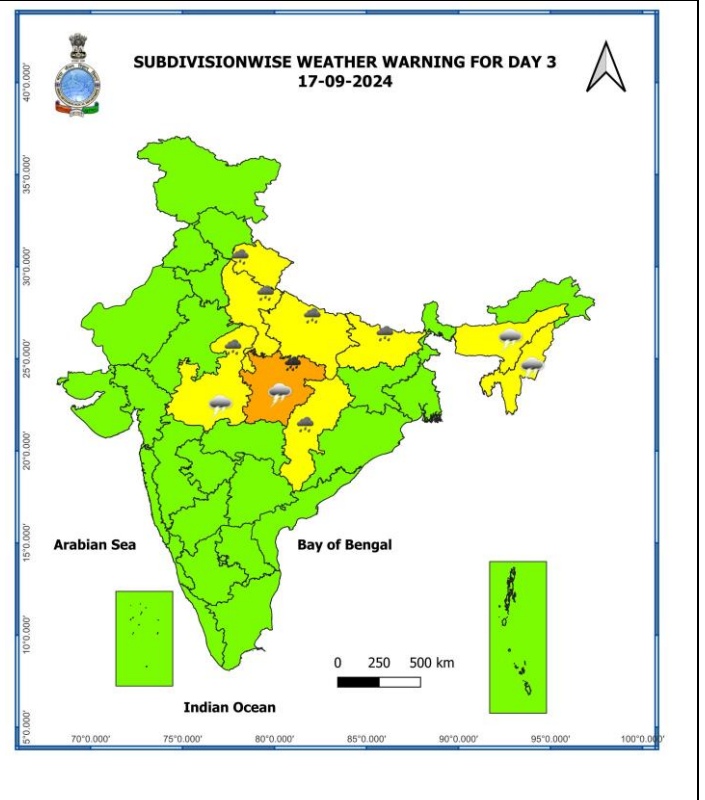 SUBDIVISIONWISE WEATHER WARNING FOR DAY 3
17-09-2024
40°0.000'
35°0.000'
30°0.000'
25°0.000'
20°0.000'
15°0.000'
10°0.000'
5°0.000'
Arabian Sea
Bay of Bengal
0 250 500 km
Indian Ocean
70°0.000' 75°0.000' 80°0.000' 85°0.000' 90°0.000' 95°0.000' 100°0.000'